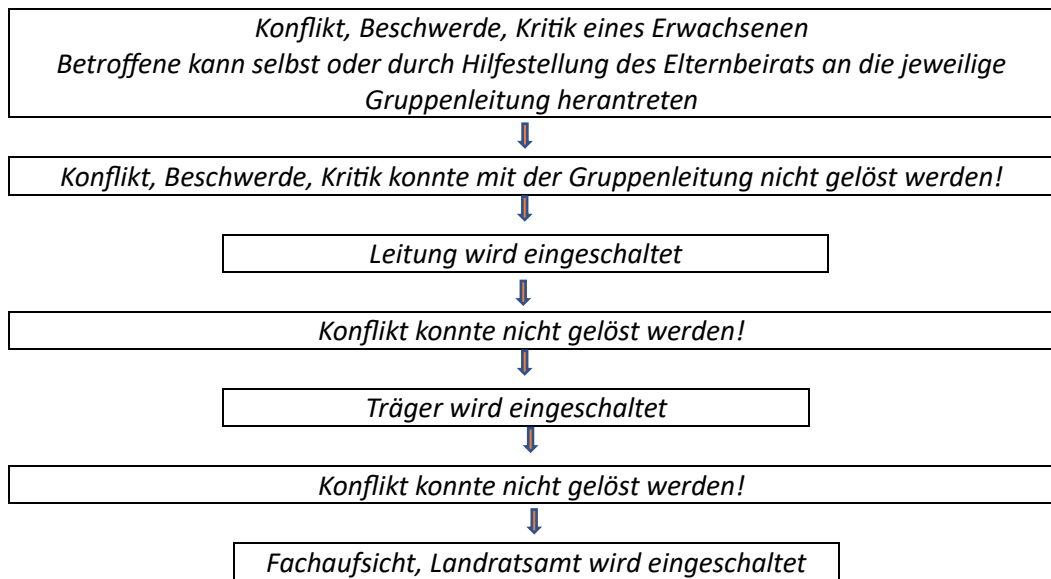 Konflikt, Beschwerde, Kritik eines Erwachsenen
Betroffene kann selbst oder durch Hilfestellung des Elternbeirats an die jeweilige
Gruppenleitung herantreten
Konflikt, Beschwerde, Kritik konnte mit der Gruppenleitung nicht gelöst werden!
Leitung wird eingeschaltet
Konflikt konnte nicht gelöst werden!
Träger wird eingeschaltet
Konflikt konnte nicht gelöst werden!
Fachaufsicht, Landratsamt wird eingeschaltet